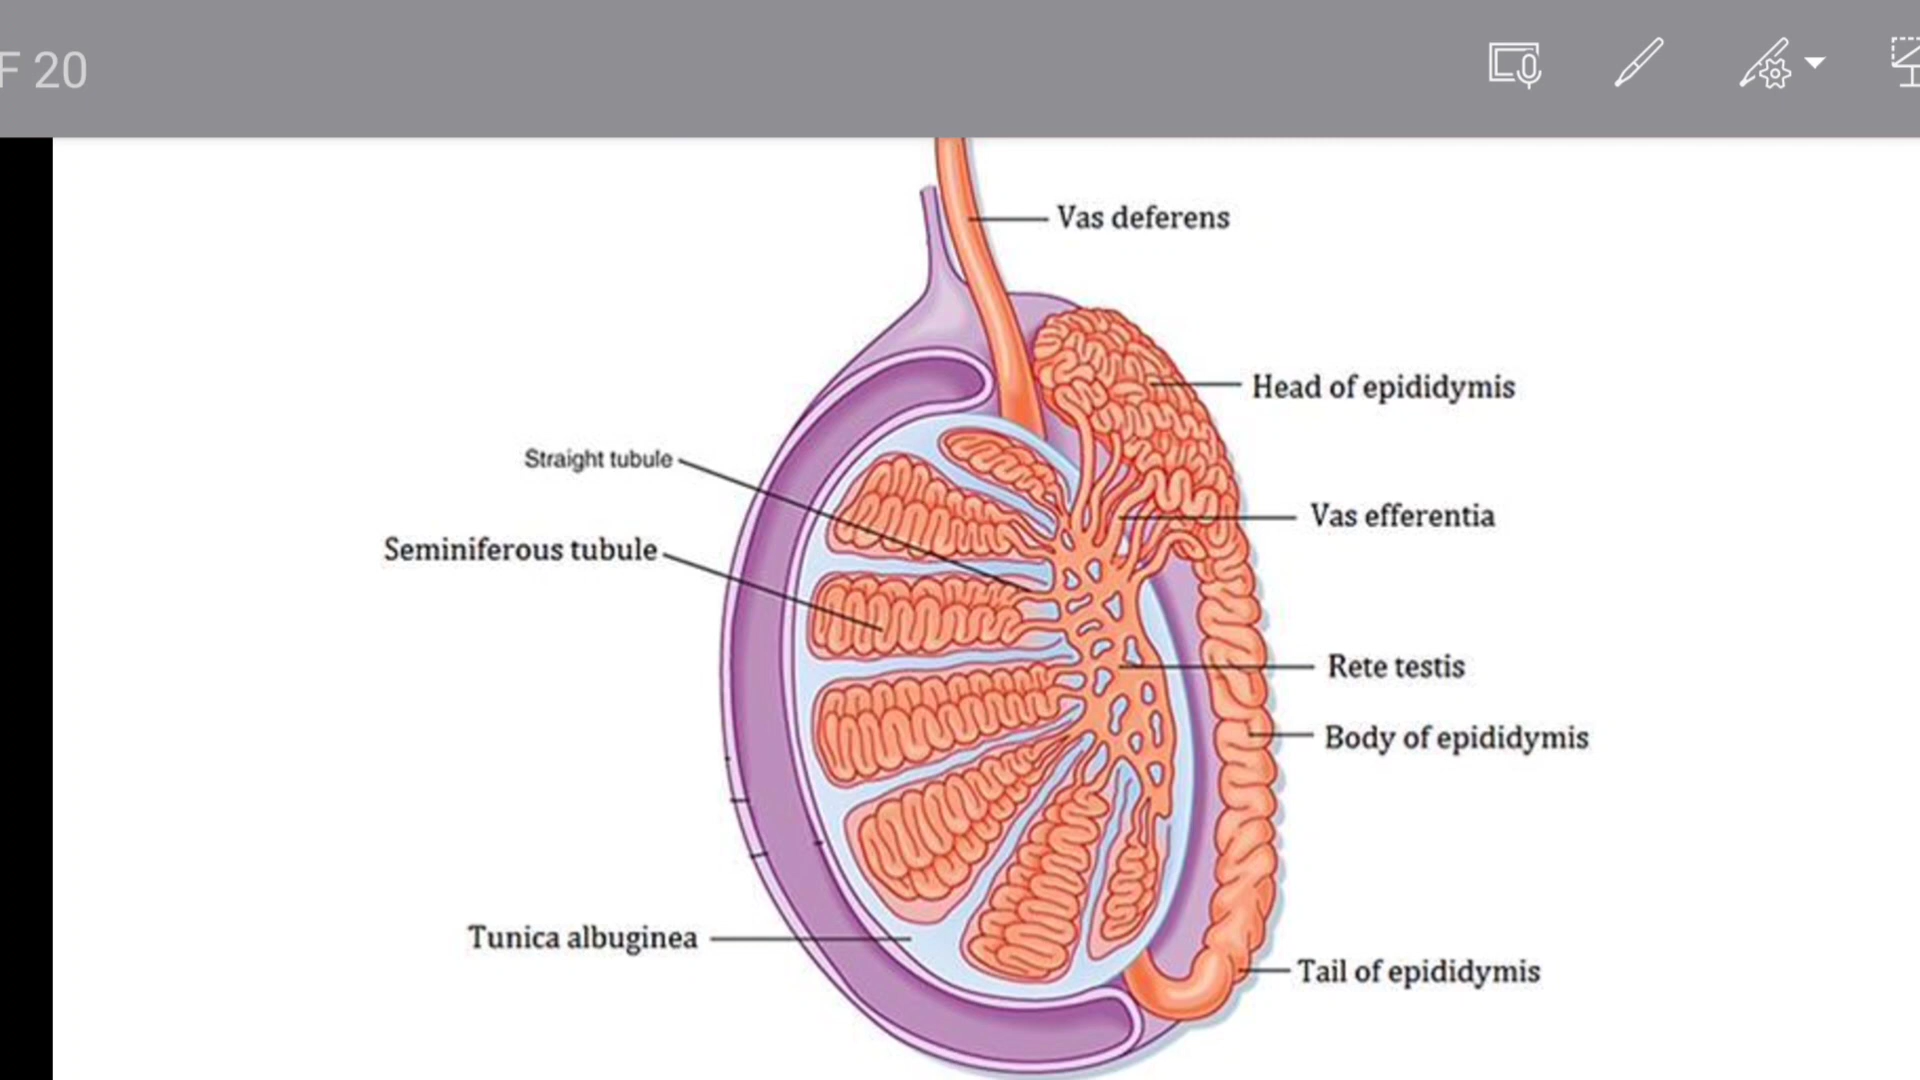 F 20
Vas deferens
Head of epididymis
Straight tubule
Vas efferentia
Seminiferous tubule
Rete testis
Body of epididymis
Tunica albuginea
Tail of epididymis